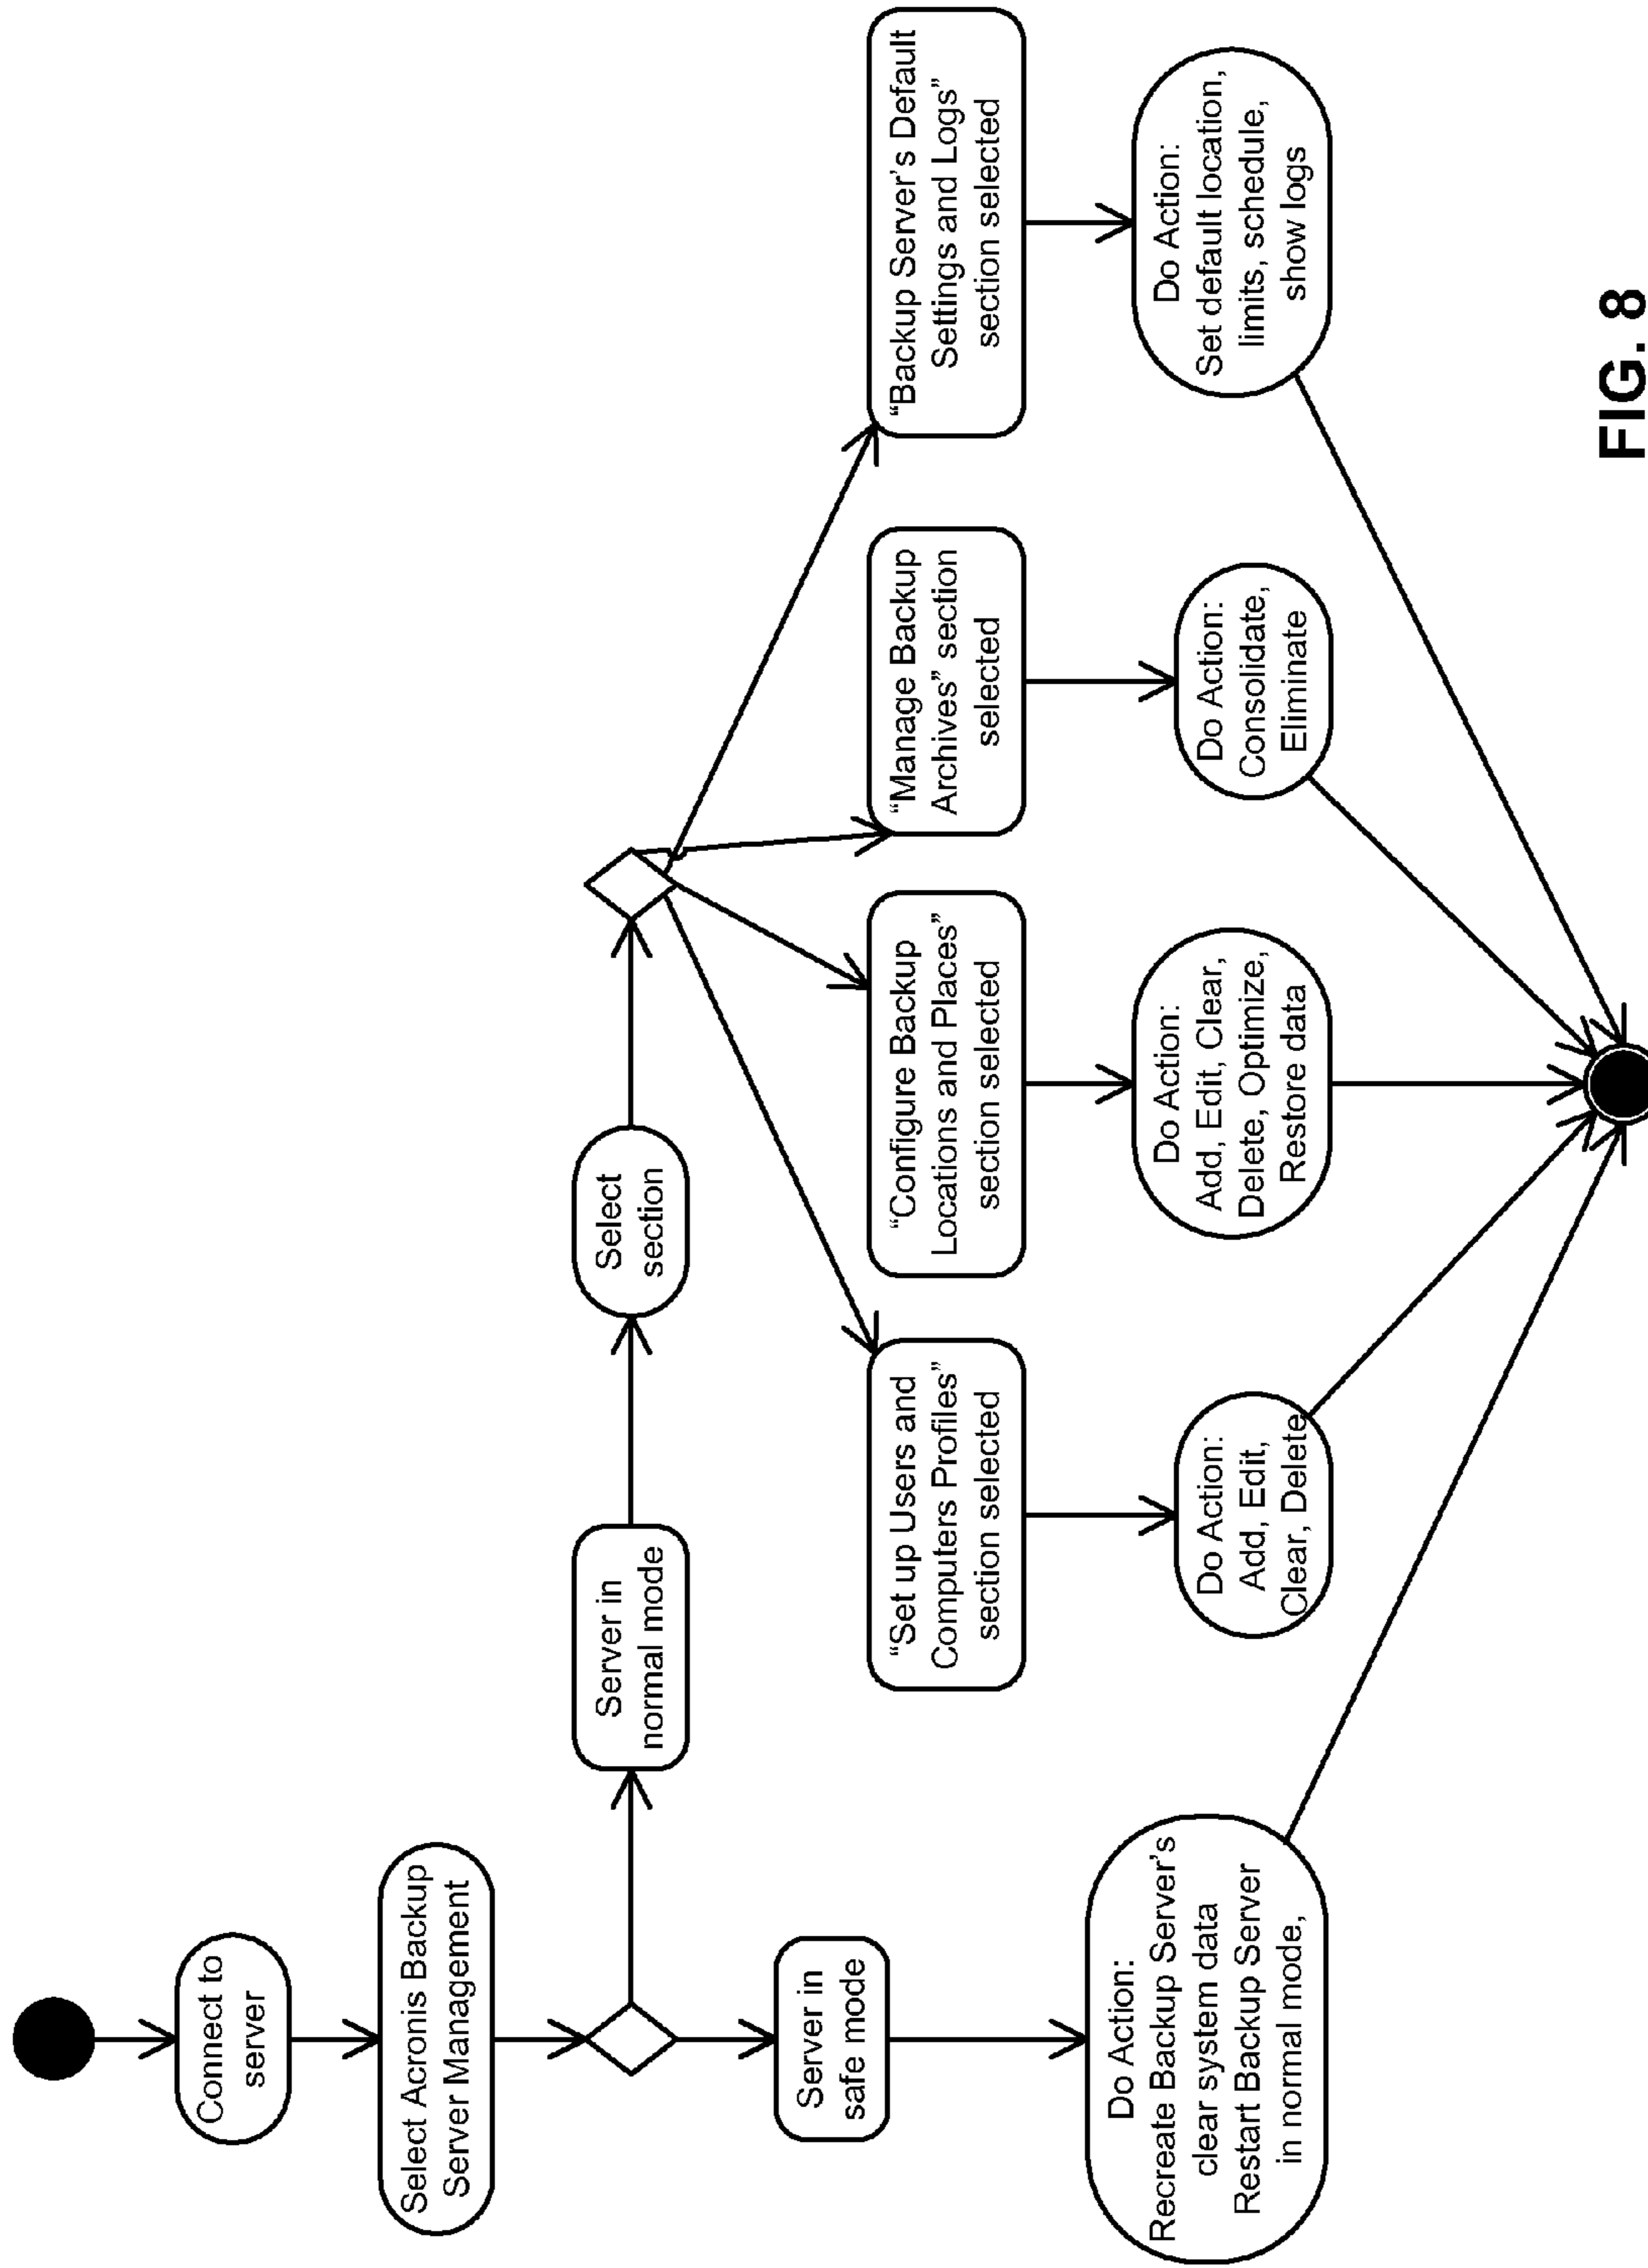 Connect to
server
Select Acronis Backup
Server Management
Server in
normal mode
Select
section
Server in
safe mode
“Set up Users and
Computers Profiles”
section selected
“Configure Backup
Locations and Places”
section selected
“Manage Backup
Archives” section
selected
“Backup Server’s Default
Settings and Logs”
section selected
Do Action:
Recreate Backup Server’s
clear system data
Restart Backup Server
in normal mode,
Do Action:
Add, Edit,
Clear, Delete
Do Action:
Add, Edit, Clear,
Delete, Optimize,
Restore data
Do Action:
Consolidate,
Eliminate
Do Action:
Set default location,
limits, schedule,
show logs
FIG. 8